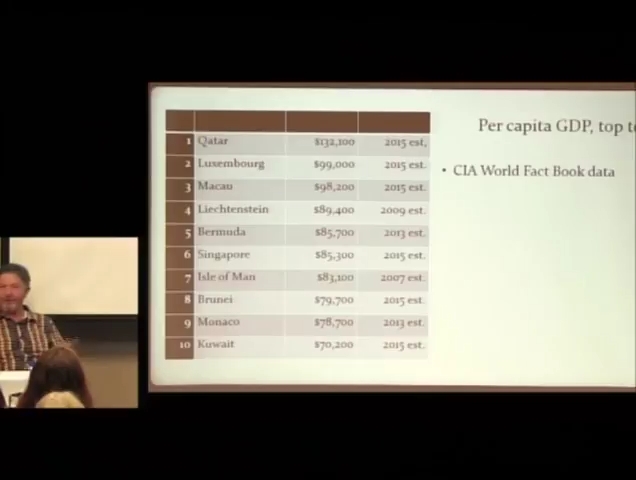 Per capita GDP, top t
• CIA World Fact Book data
1 Qatar $132,100 2015 est.
2 Luxembourg $99,000 2015 est.
3 Macau $98,200 2015 est.
4 Liechtenstein $89,400 2009 est.
5 Bermuda $85,700 2013 est.
6 Singapore $85,300 2015 est.
7 Isle of Man $83,100 2007 est.
8 Brunei $79,700 2015 est.
9 Monaco $78,700 2013 est.
10 Kuwait $70,200 2015 est.